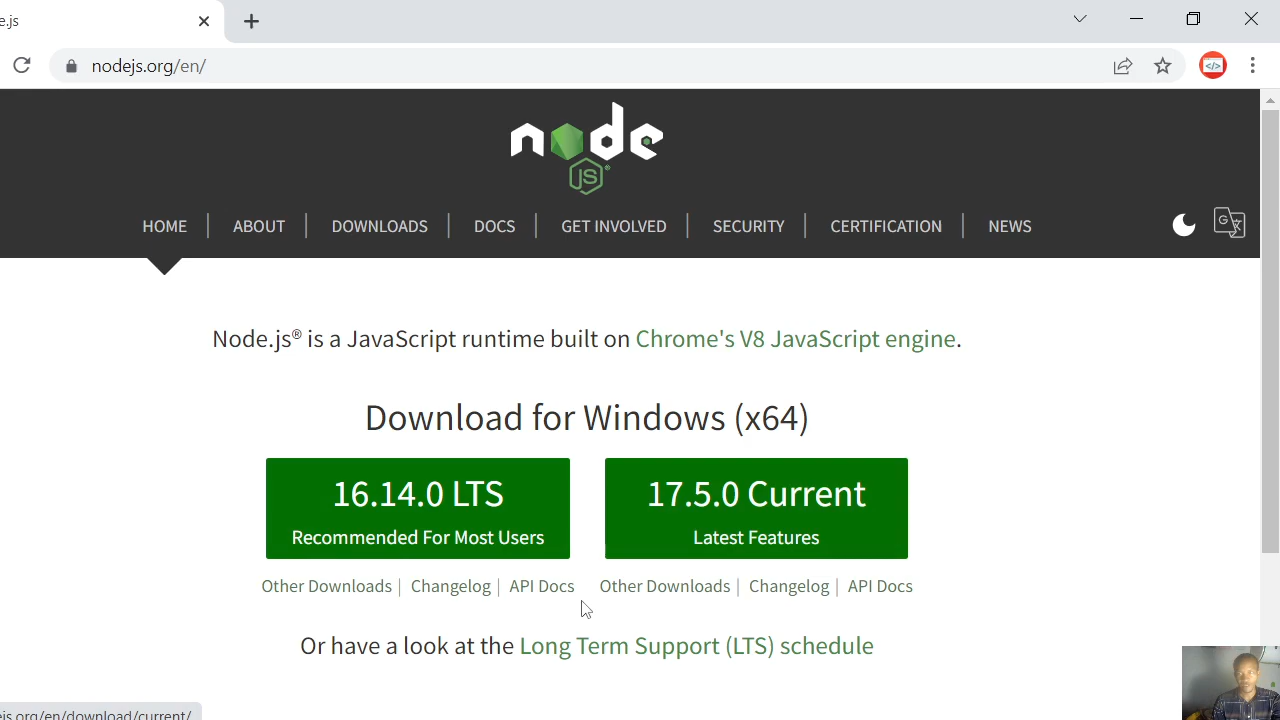 e.js
nodejs.org/en/
node
JS
HOME | ABOUT | DOWNLOADS | DOCS | GET INVOLVED | SECURITY | CERTIFICATION | NEWS
Node.js® is a JavaScript runtime built on Chrome's V8 JavaScript engine.
Download for Windows (x64)
16.14.0 LTS
Recommended For Most Users
17.5.0 Current
Latest Features
Other Downloads | Changelog | API Docs
Other Downloads | Changelog | API Docs
Or have a look at the Long Term Support (LTS) schedule
ejs.org/en/download/current/